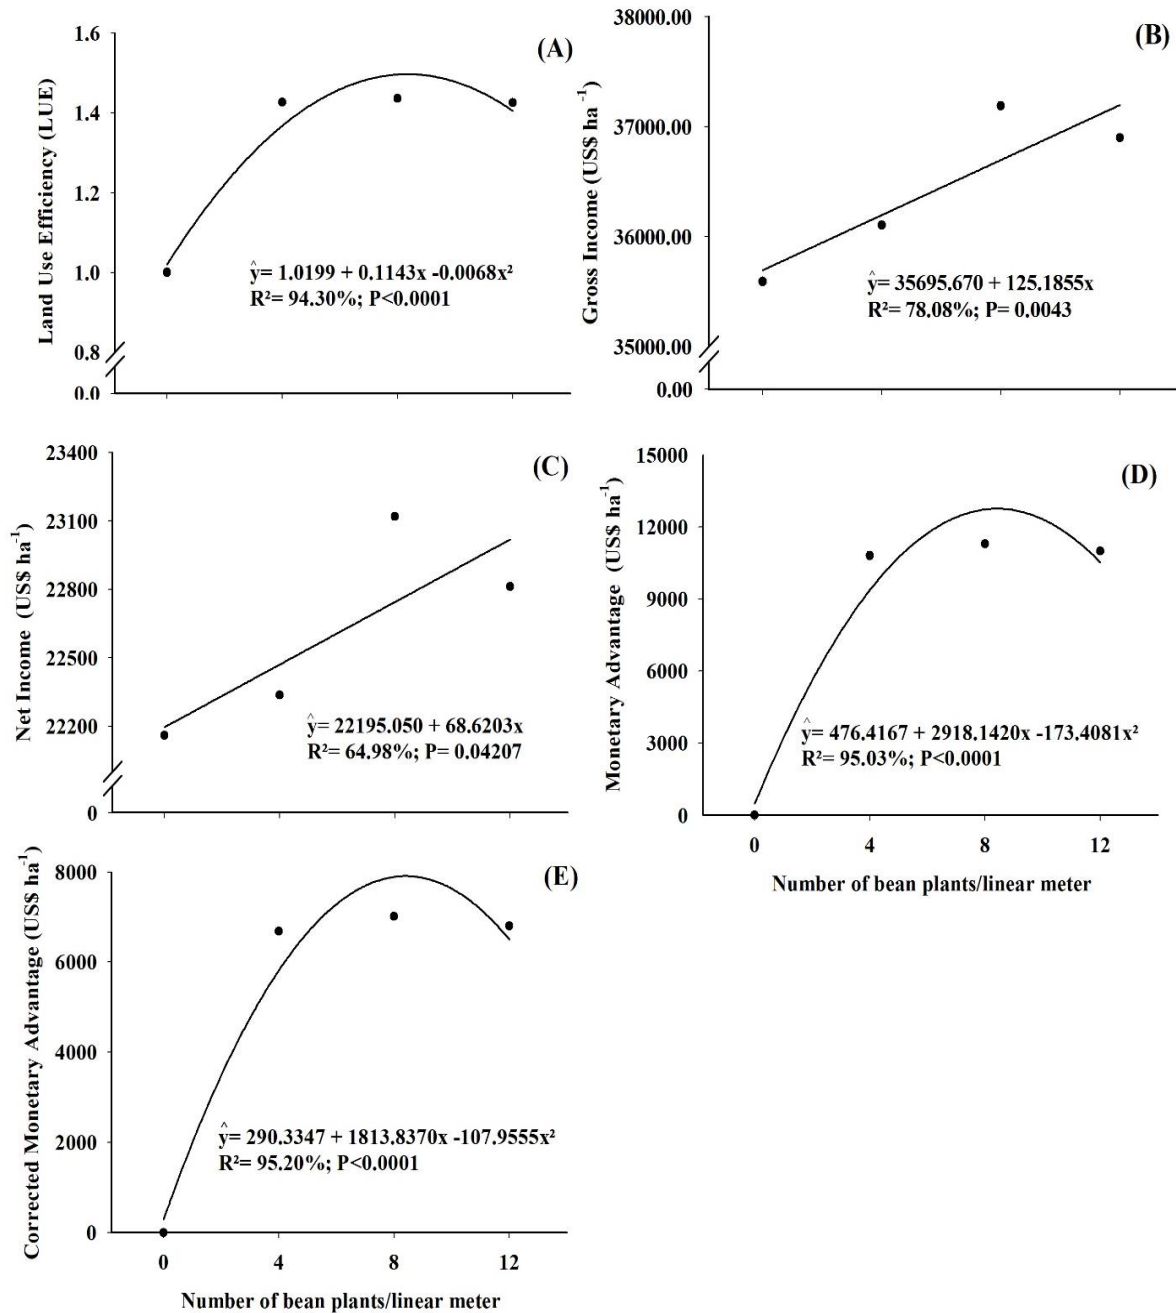 (A)
Land Use Efficiency (LUE)
1.6
1.4
1.2
1.0
0.8
0.0
ŷ= 1.0199 + 0.1143x -0.0068x²
R²= 94.30%; P<0.0001
(B)
Gross Income (US$ ha⁻¹)
38000.00
37000.00
36000.00
35000.00
0.00
ŷ= 35695.670 + 125.1855x
R²= 78.08%; P= 0.0043
(C)
Net Income (US$ ha⁻¹)
23400
23100
22800
22500
22200
0
ŷ= 22195.050 + 68.6203x
R²= 64.98%; P= 0.04207
(D)
Monetary Advantage (US$ ha⁻¹)
15000
12000
9000
6000
3000
0
ŷ= 476.4167 + 2918.1420x -173.4081x²
R²= 95.03%; P<0.0001
0 4 8 12
Number of bean plants/linear meter
(E)
Corrected Monetary Advantage (US$ ha⁻¹)
8000
6000
4000
2000
0
ŷ= 290.3347 + 1813.8370x -107.9555x²
R²= 95.20%; P<0.0001
0 4 8 12
Number of bean plants/linear meter